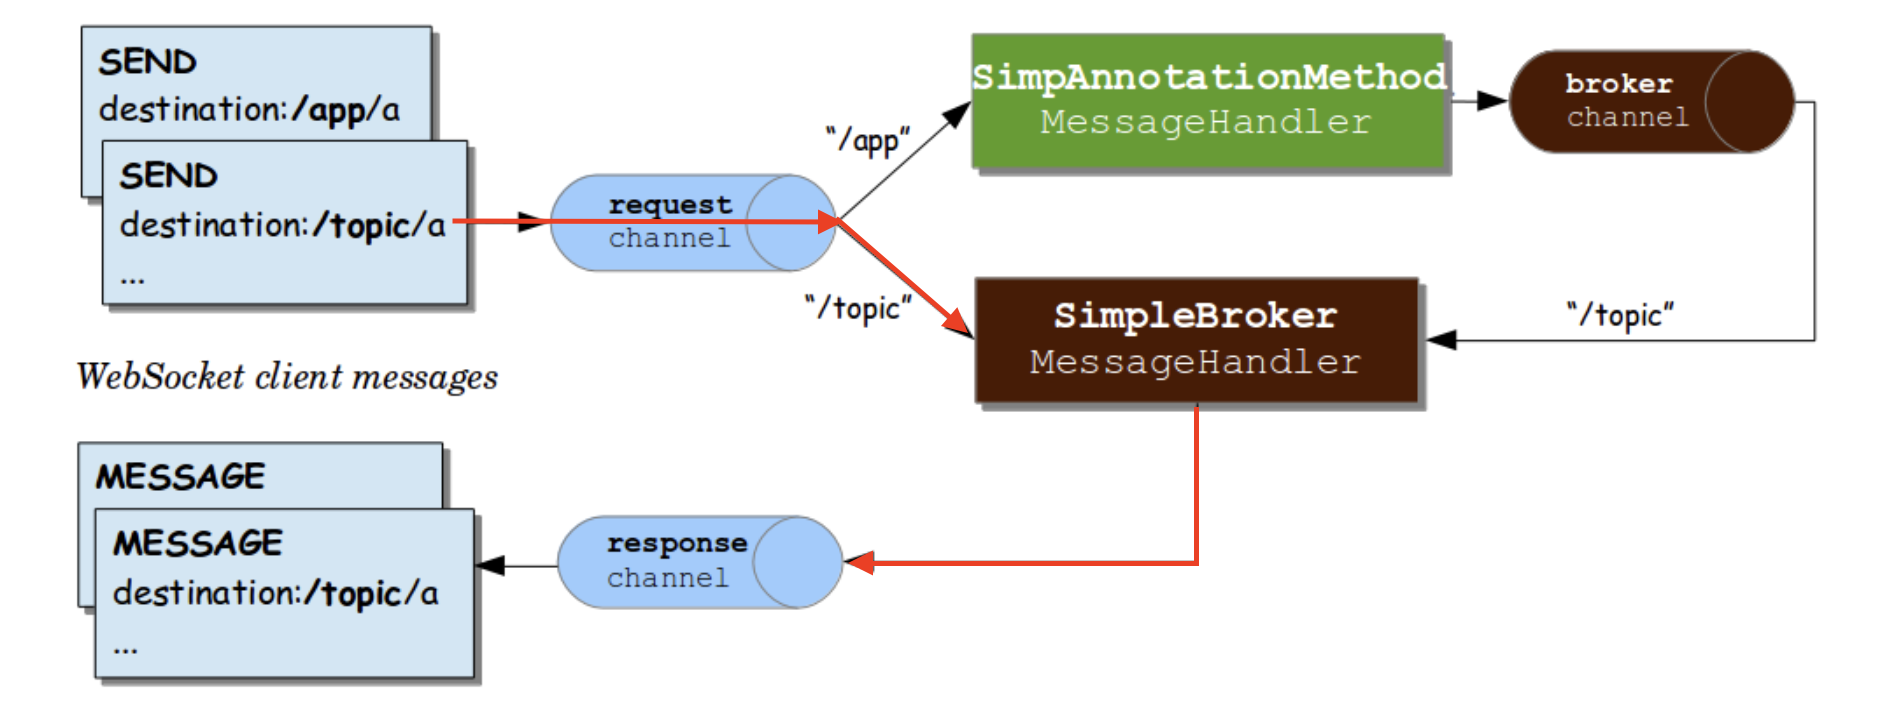 SEND
destination:/app/a
SEND
destination:/topic/a
...
WebSocket client messages
request
channel
“/app”
“/topic”
SimpAnnotationMethod
MessageHandler
broker
channel
“/topic”
SimpleBroker
MessageHandler
MESSAGE
MESSAGE
destination:/topic/a
...
response
channel